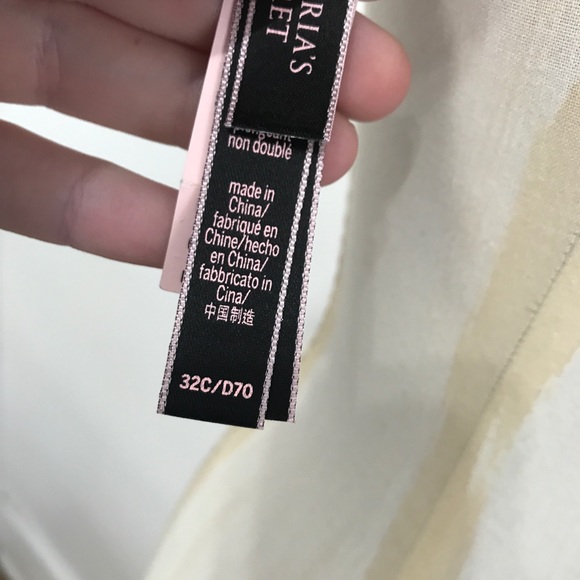 RIA'S
ET
non doublé
made in
China/
fabriqué en
Chine/hecho
en China/
fabbricato in
Cina/
中国制造
32C/D70